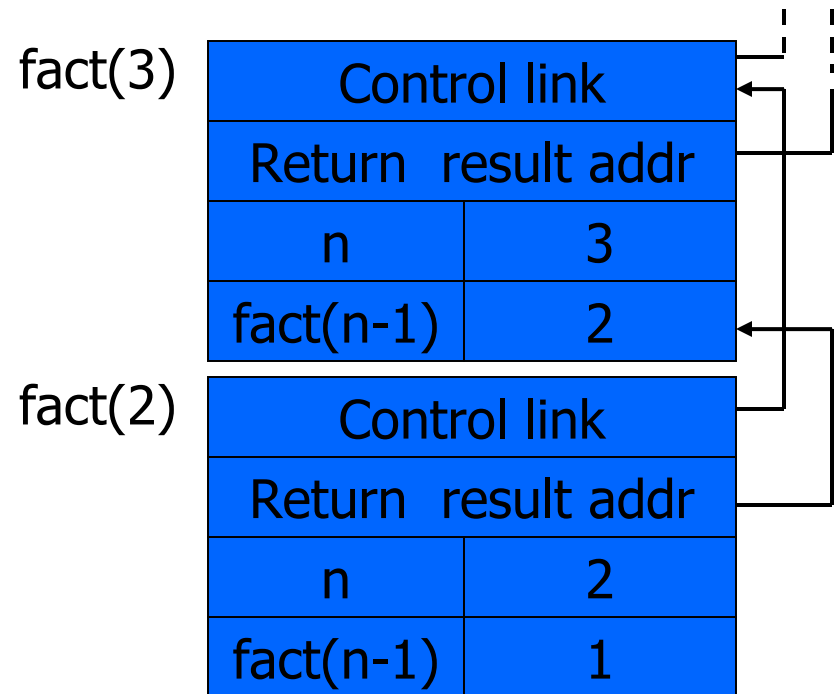 fact(3)
Control link
Return result addr
n 3
fact(n-1) 2
fact(2)
Control link
Return result addr
n 2
fact(n-1) 1